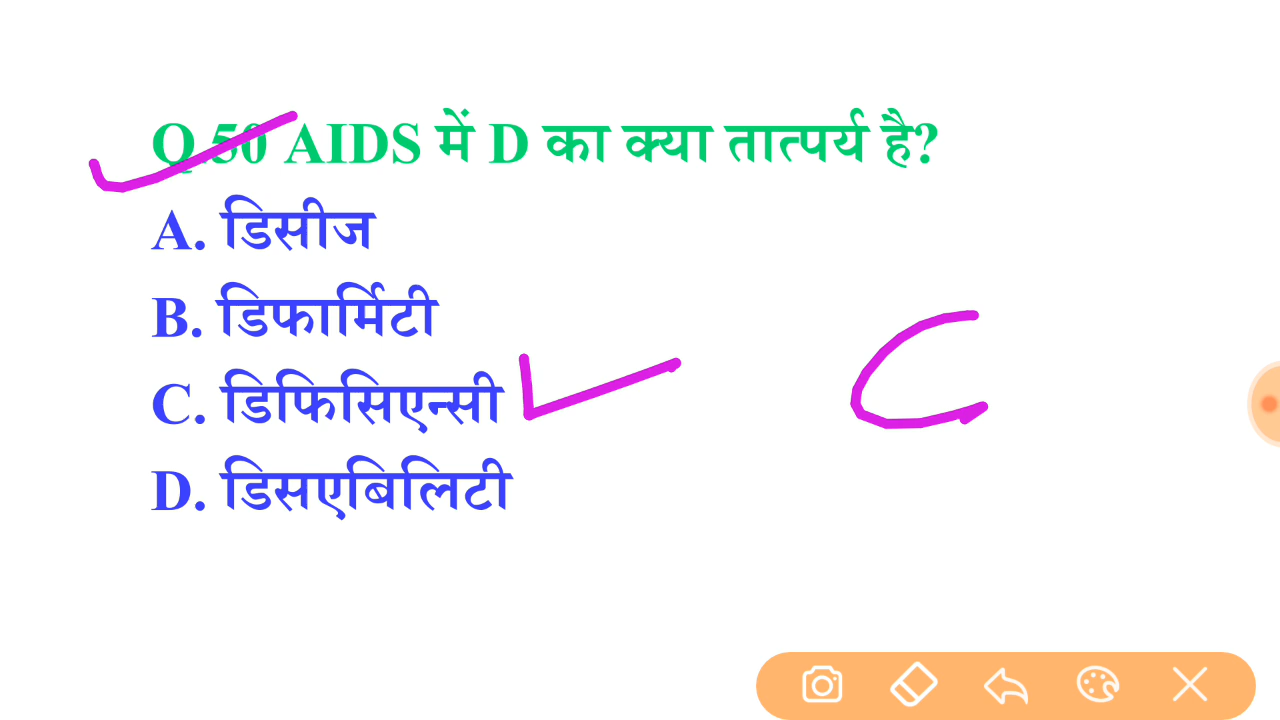 Q.50 AIDS में D का क्या तात्पर्य है?
A. डिसीज
B. डिफार्मिटी
C. डिफिसिएन्सी
C
D. डिसएबिलिटी